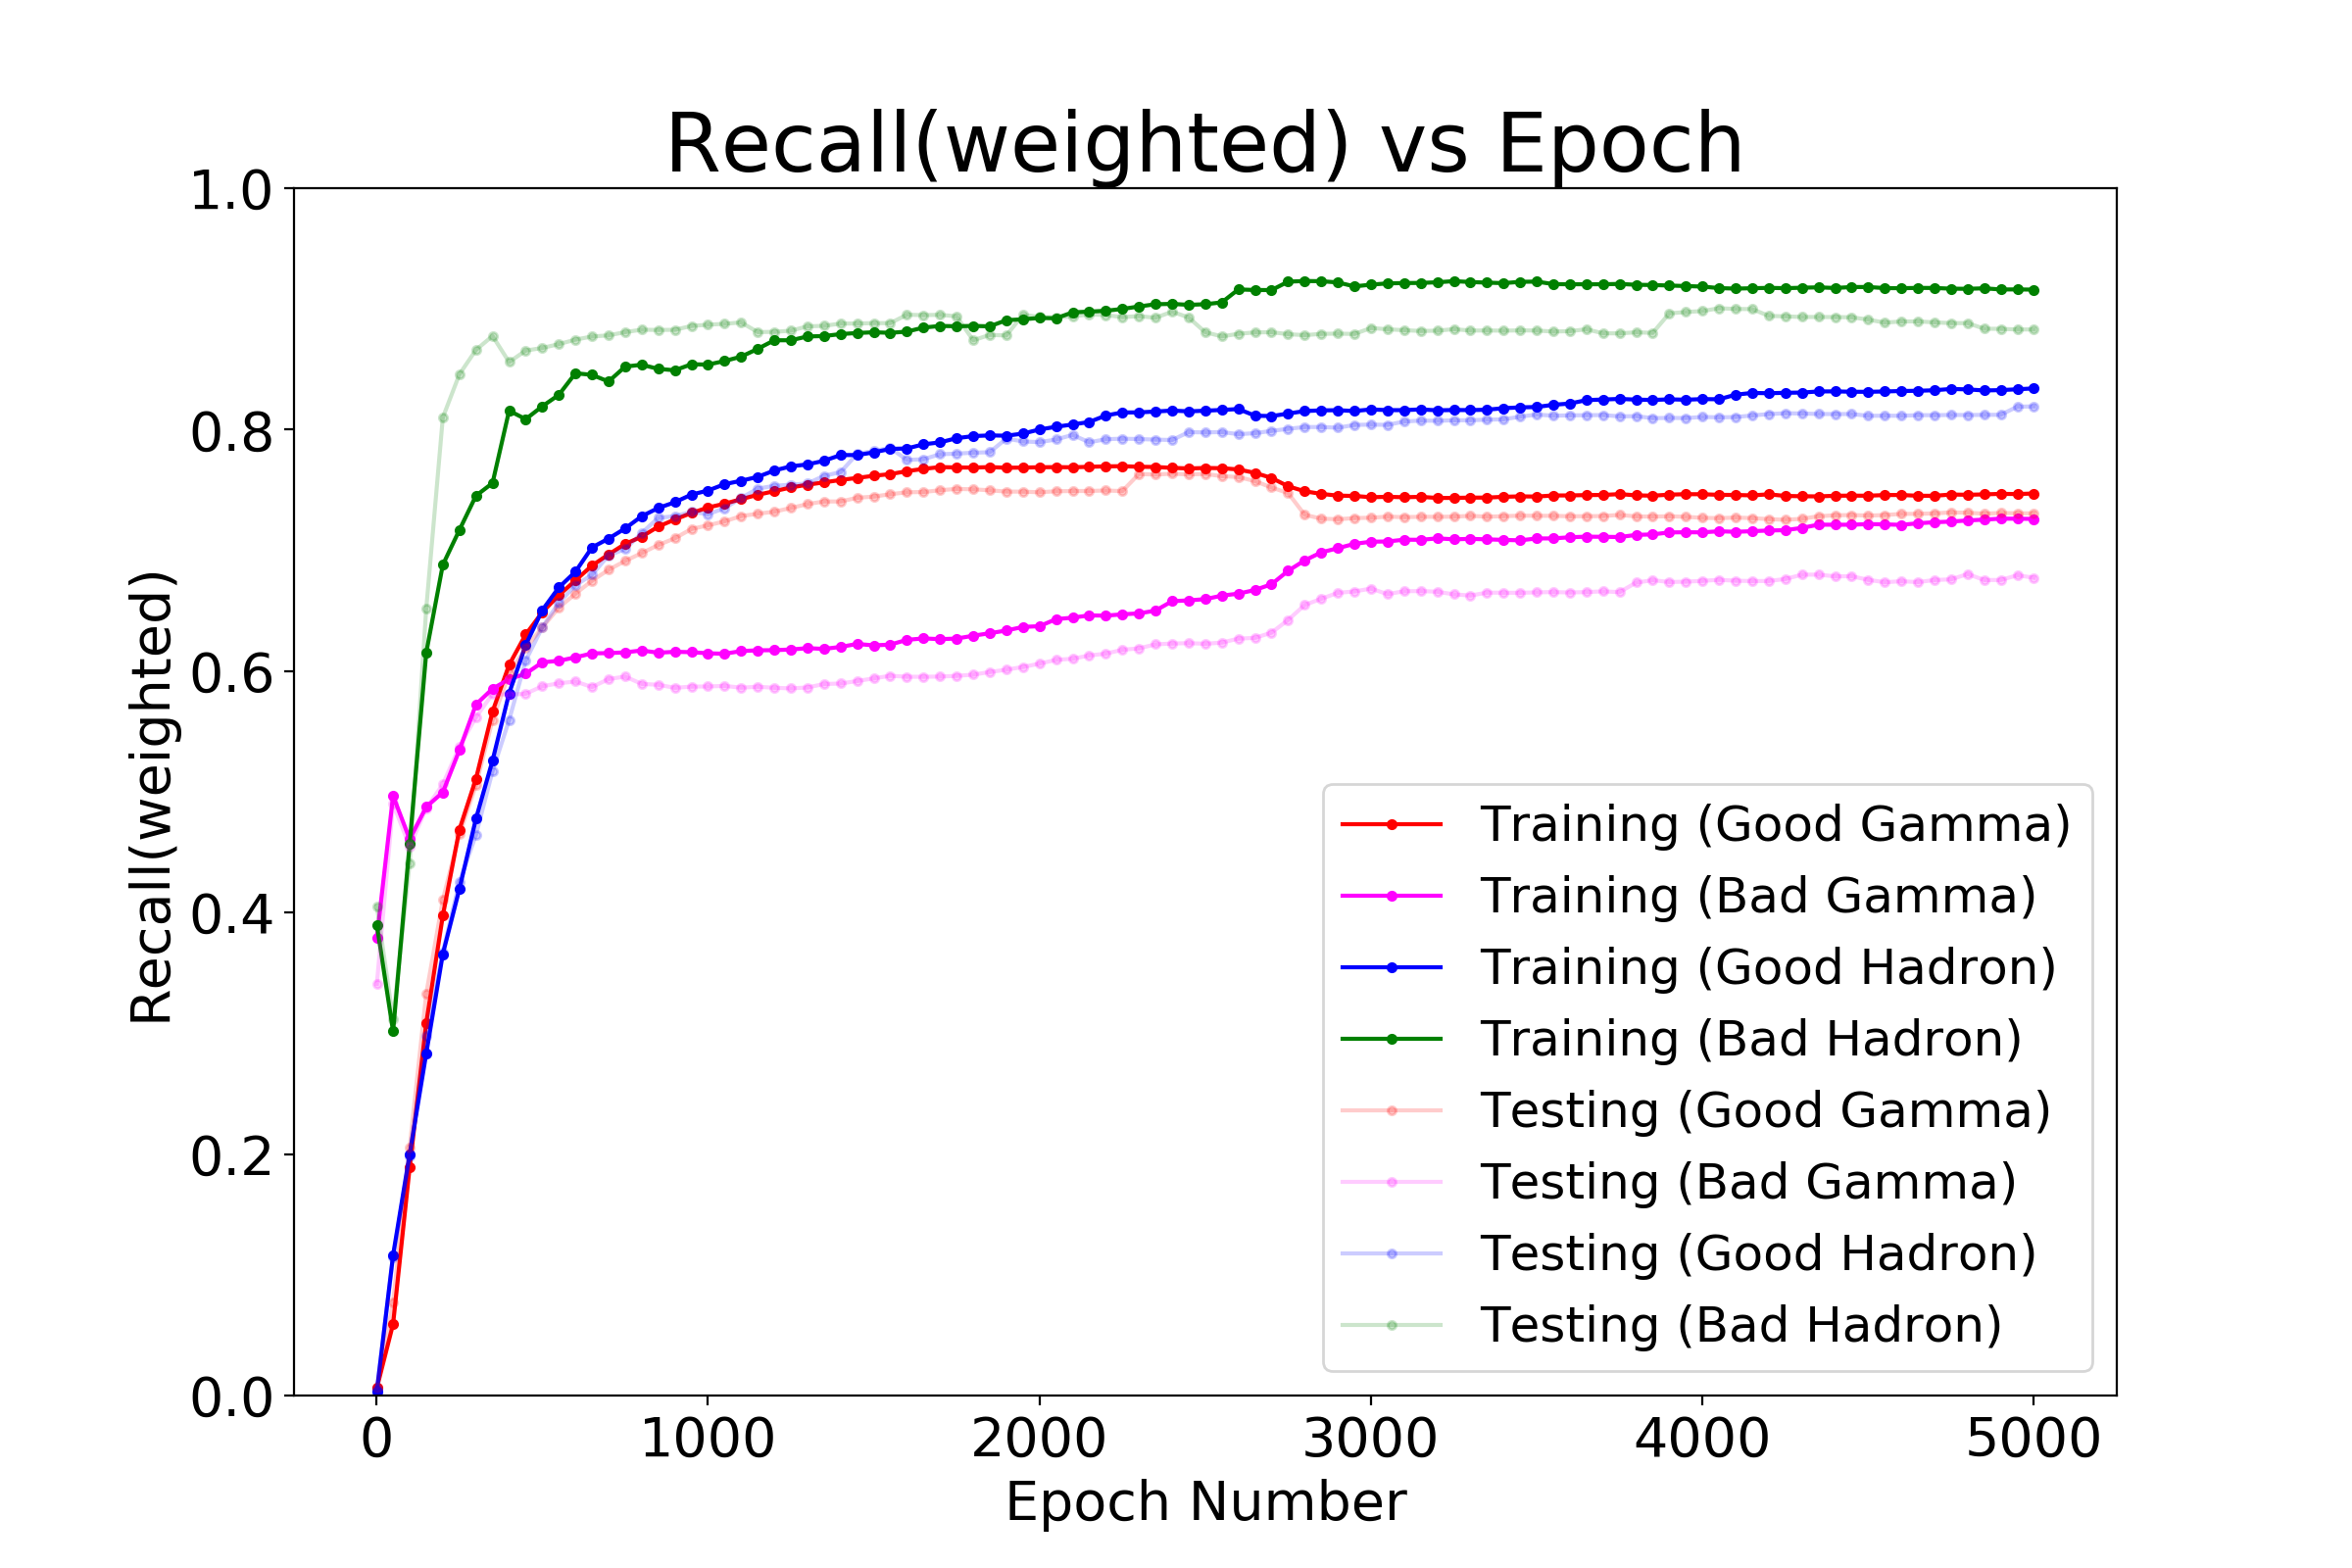 Recall(weighted) vs Epoch
Recall(weighted)
1.0
0.8
0.6
0.4
0.2
0.0
0 1000 2000 3000 4000 5000
Epoch Number
Training (Good Gamma)
Training (Bad Gamma)
Training (Good Hadron)
Training (Bad Hadron)
Testing (Good Gamma)
Testing (Bad Gamma)
Testing (Good Hadron)
Testing (Bad Hadron)